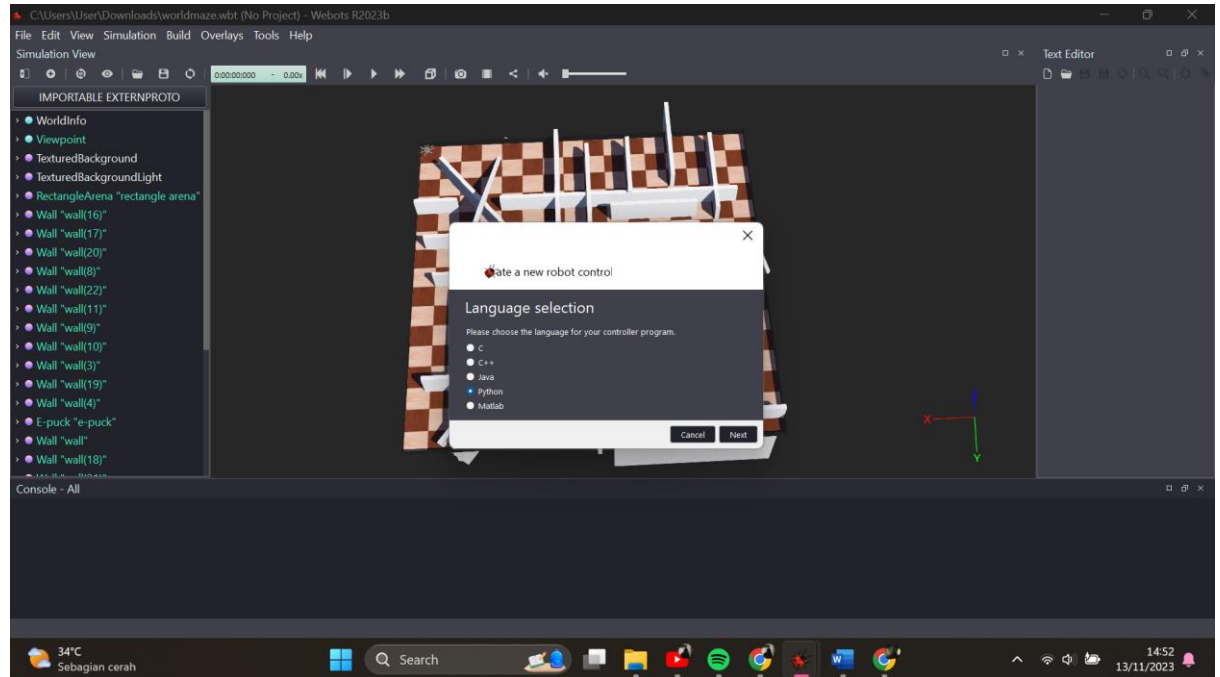 C:\Users\User\Downloads\worldmaze.wbt (No Project) - Webots R2023b
File Edit View Simulation Build Overlays Tools Help
Simulation View
Text Editor
0:00:00:000 - 0.00x
IMPORTABLE EXTERNPROTO
WorldInfo
Viewpoint
TexturedBackground
TexturedBackgroundLight
RectangleArena "rectangle arena"
Wall "wall(16)"
Wall "wall(17)"
Wall "wall(20)"
Wall "wall(8)"
Wall "wall(22)"
Wall "wall(11)"
Wall "wall(9)"
Wall "wall(10)"
Wall "wall(3)"
Wall "wall(19)"
Wall "wall(4)"
E-puck "e-puck"
Wall "wall"
Wall "wall(18)"
ate a new robot control
Language selection
Please choose the language for your controller program.
C
C++
Java
Python
Matlab
Cancel Next
X
Y
Console - All
34°C
Sebagian cerah
Search
14:52
13/11/2023